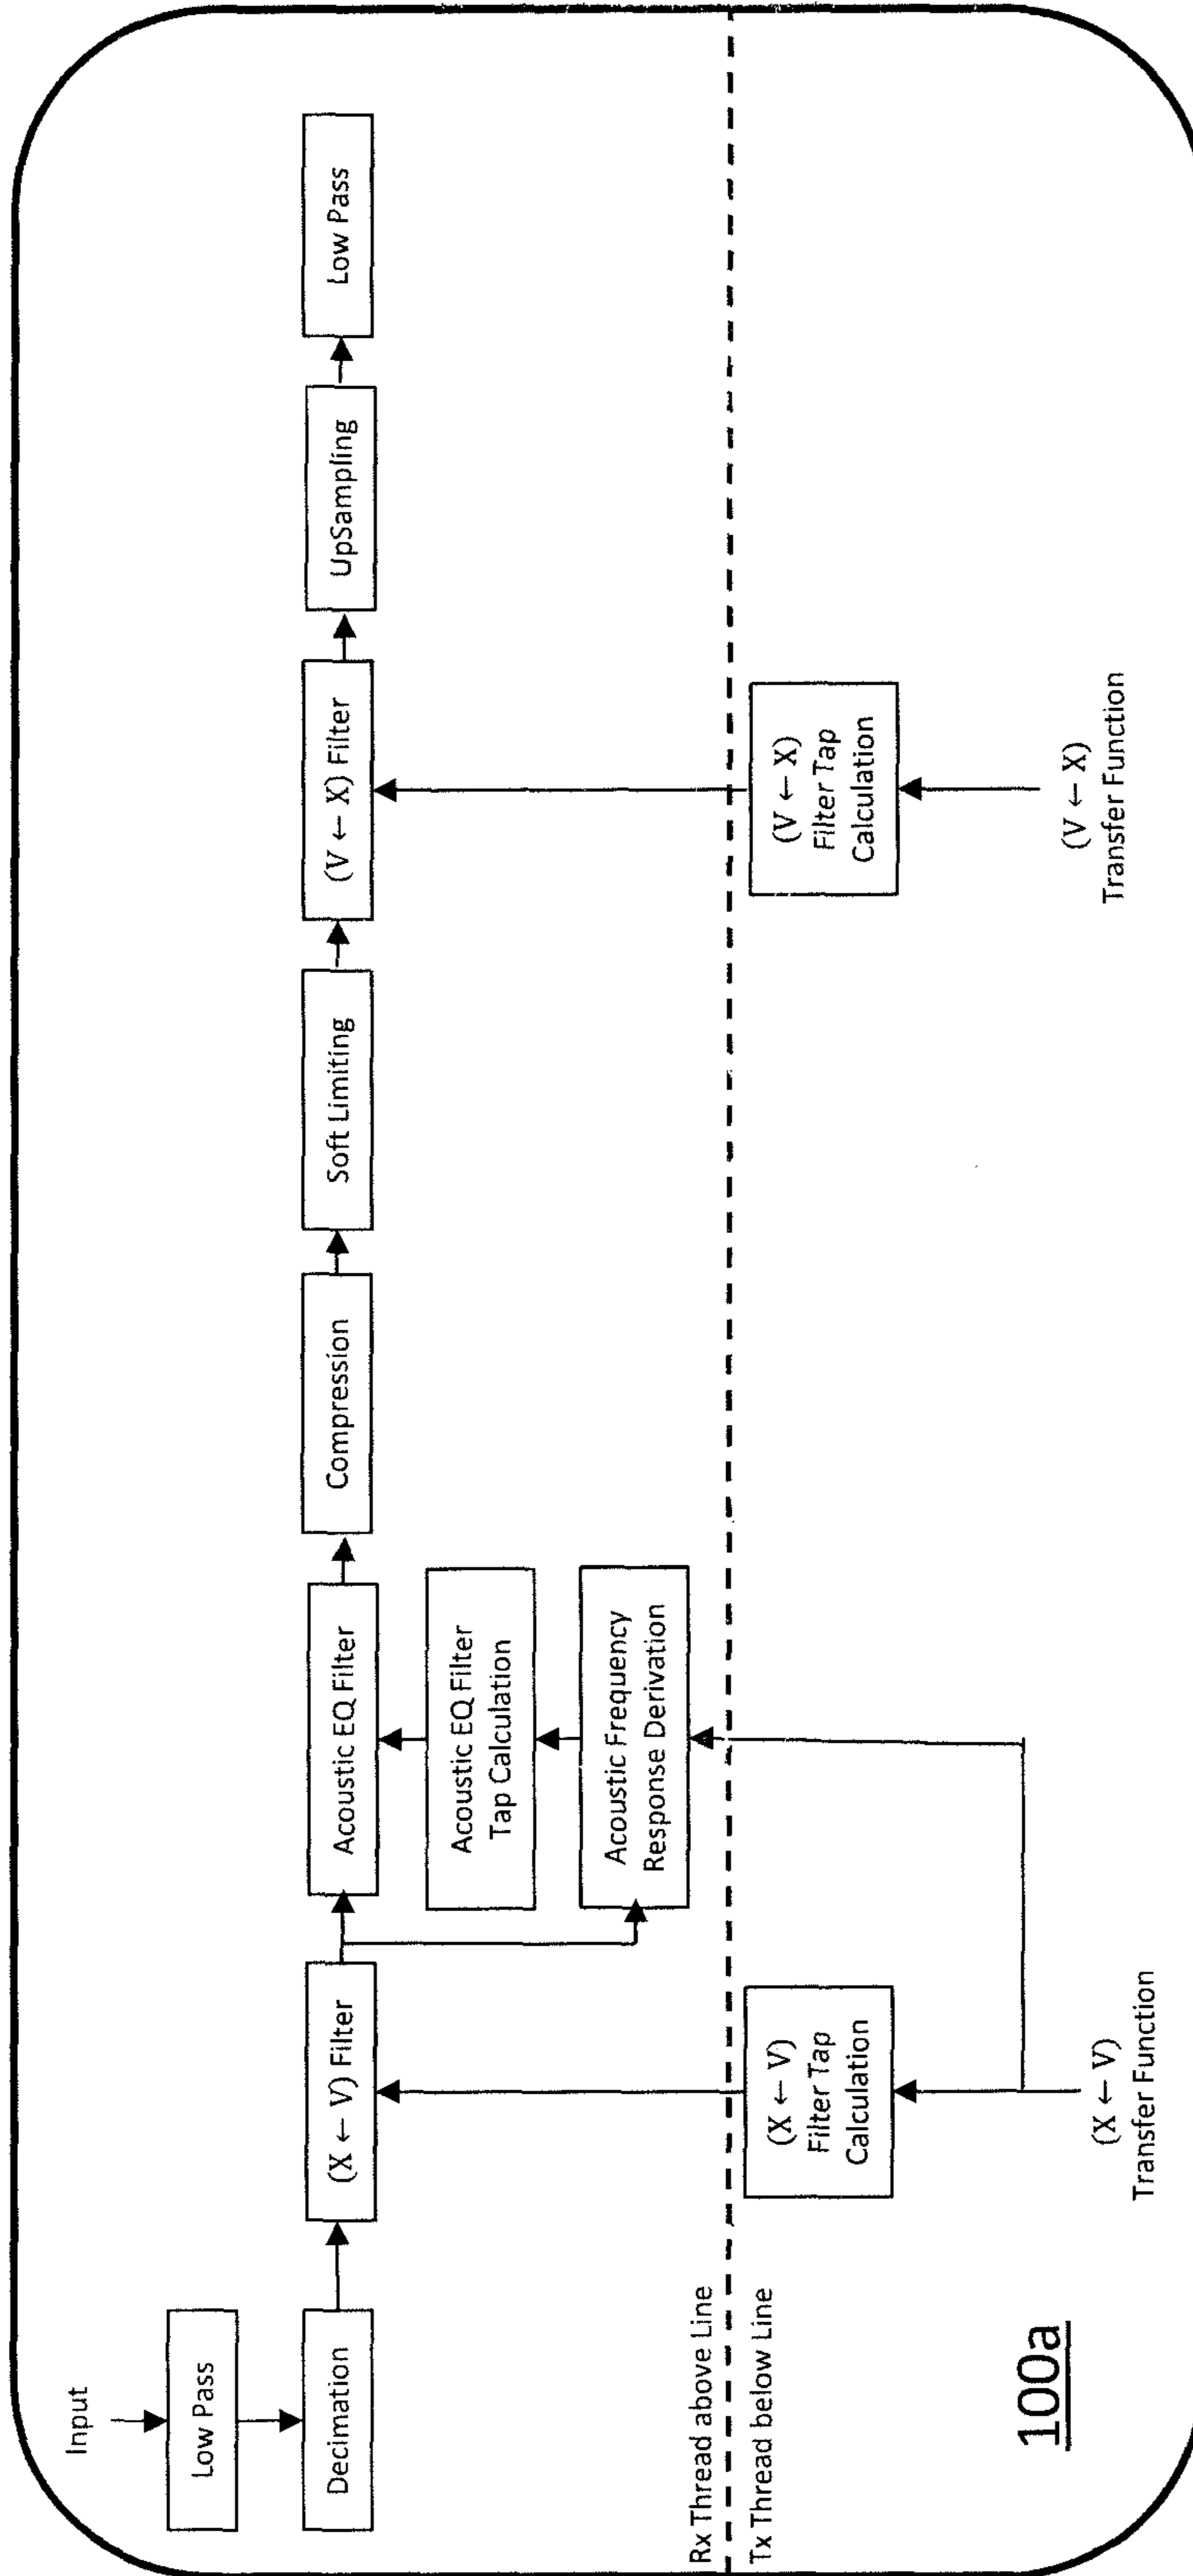 Input
Low Pass
Decimation
(X ← V) Filter
Acoustic EQ Filter
Compression
Soft Limiting
(V ← X) Filter
UpSampling
Low Pass
Acoustic EQ Filter
Tap Calculation
Acoustic Frequency
Response Derivation
Rx Thread above Line
Tx Thread below Line
(X ← V)
Filter Tap
Calculation
(V ← X)
Filter Tap
Calculation
(X ← V)
Transfer Function
(V ← X)
Transfer Function
100a